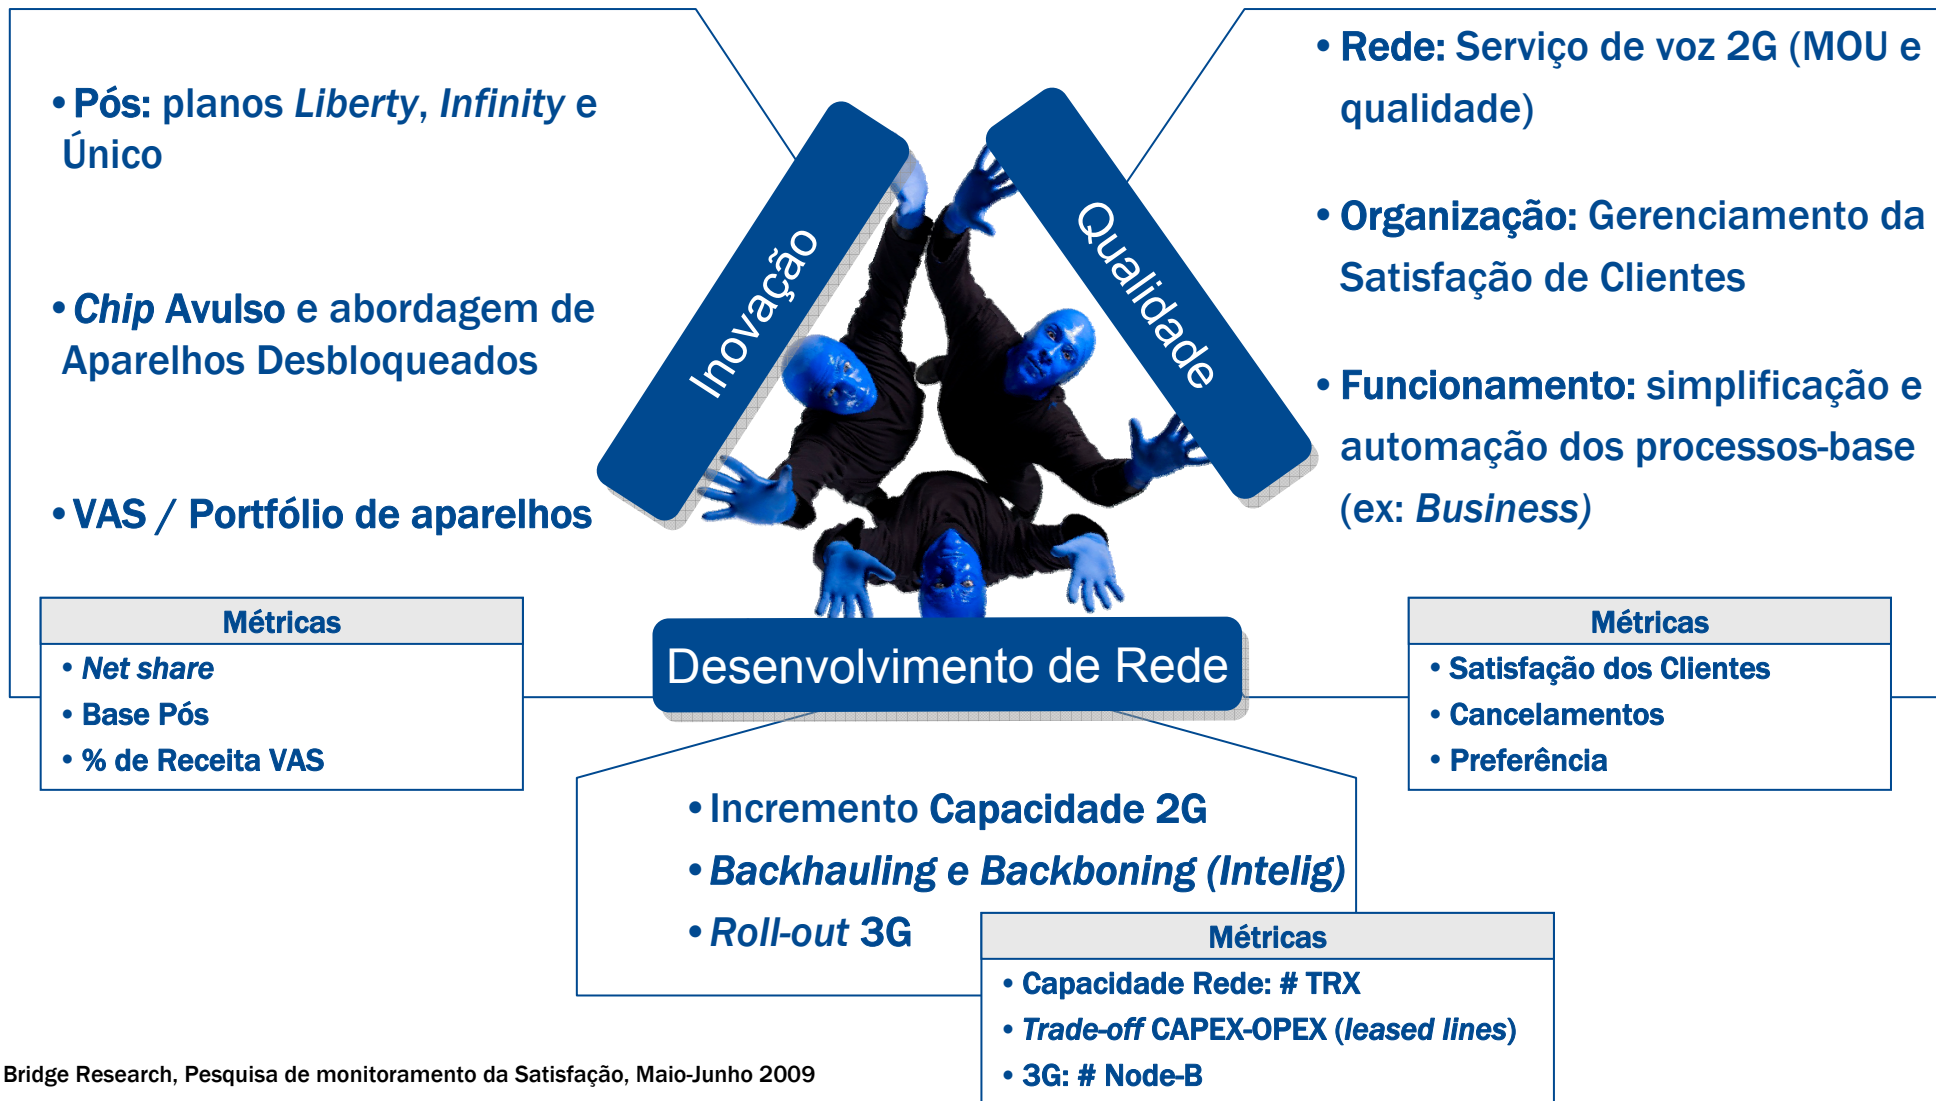 • Pós: planos Liberty, Infinity e
Único
• Chip Avulso e abordagem de
Aparelhos Desbloqueados
• VAS / Portfólio de aparelhos
Métricas
• Net share
• Base Pós
• % de Receita VAS
Inovação
Qualidade
Desenvolvimento de Rede
• Rede: Serviço de voz 2G (MOU e
qualidade)
• Organização: Gerenciamento da
Satisfação de Clientes
• Funcionamento: simplificação e
automação dos processos-base
(ex: Business)
Métricas
• Satisfação dos Clientes
• Cancelamentos
• Preferência
• Incremento Capacidade 2G
• Backhauling e Backboning (Intelig)
• Roll-out 3G
Métricas
• Capacidade Rede: # TRX
• Trade-off CAPEX-OPEX (leased lines)
• 3G: # Node-B
Bridge Research, Pesquisa de monitoramento da Satisfação, Maio-Junho 2009